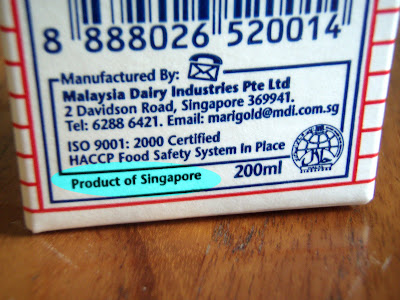 8 888026 520014
Manufactured By:
Malaysia Dairy Industries Pte Ltd
2 Davidson Road, Singapore 369941.
Tel: 6288 6421. Email: marigold@mdi.com.sg
ISO 9001: 2000 Certified
HACCP Food Safety System In Place
Product of Singapore 200ml